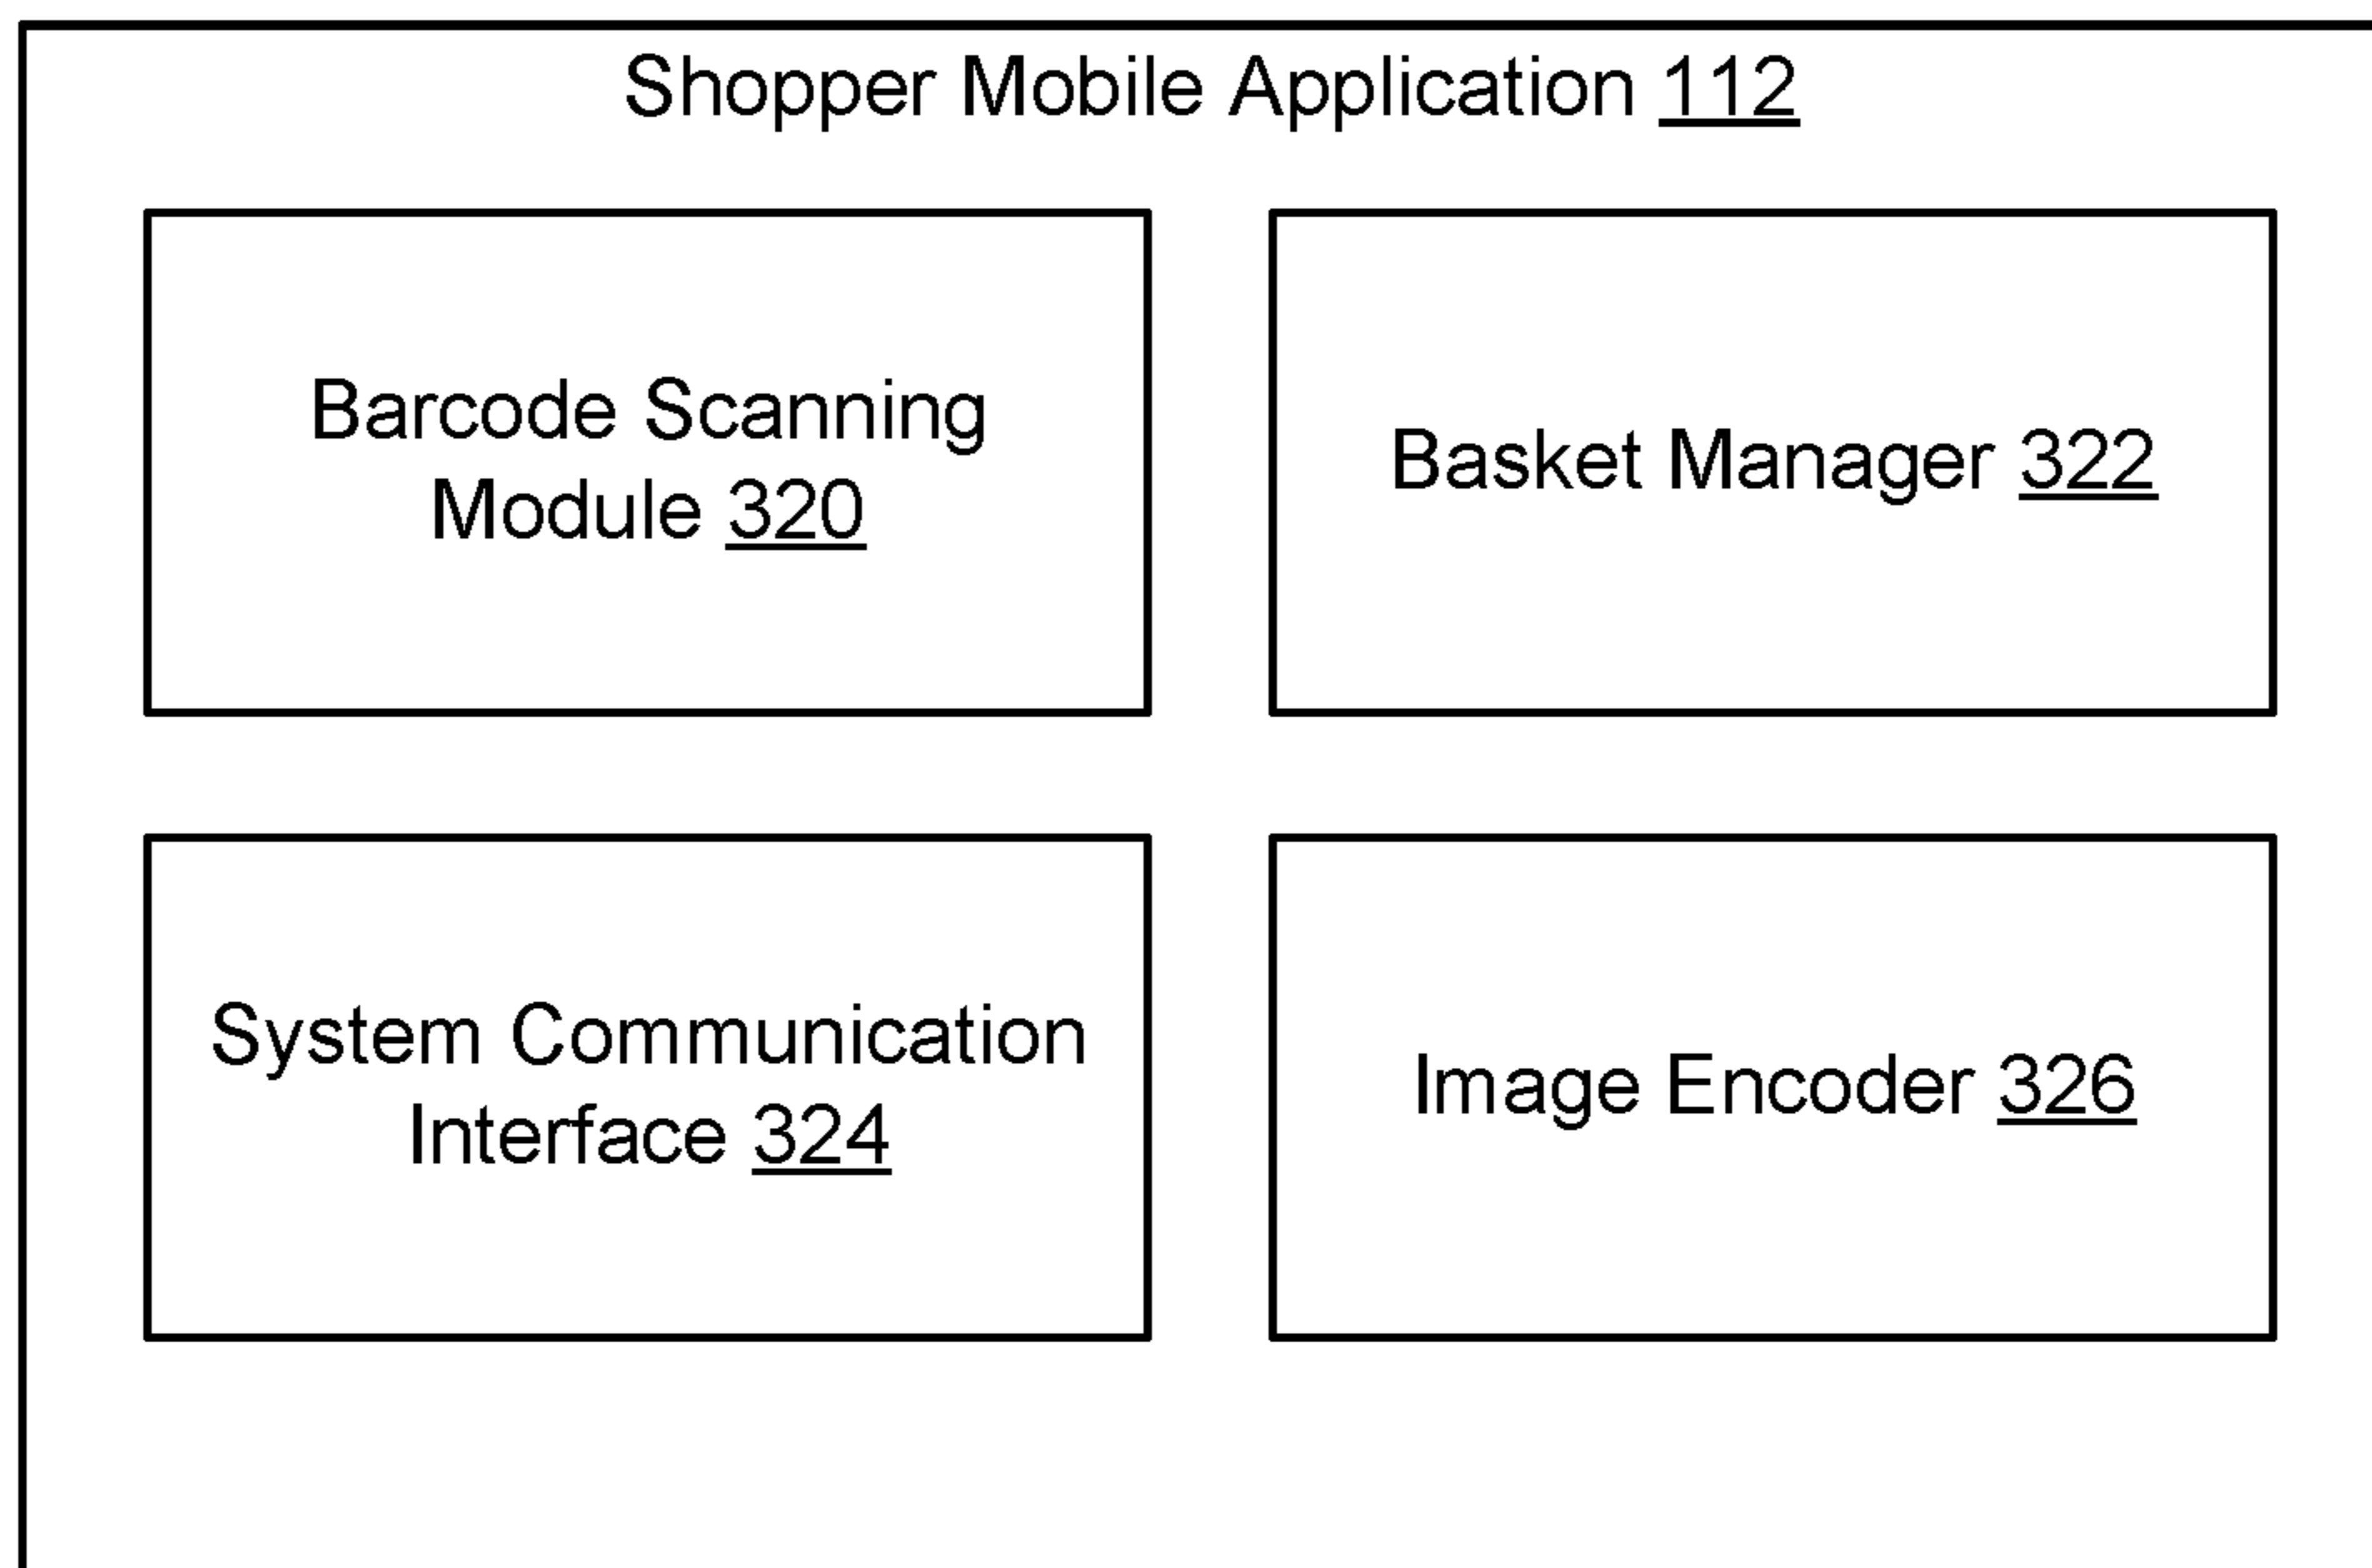 Shopper Mobile Application 112
Barcode Scanning
Module 320
Basket Manager 322
System Communication
Interface 324
Image Encoder 326